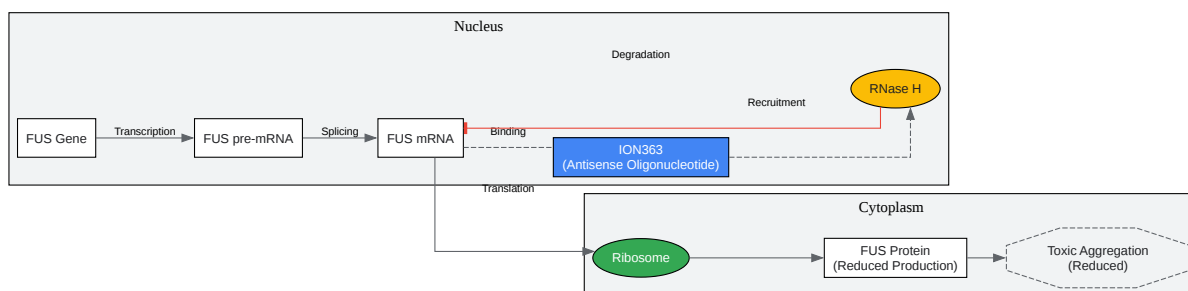 Nucleus
Degradation
RNase H
Recruitment
FUS Gene
Transcription
FUS pre-mRNA
Splicing
FUS mRNA
Binding
ION363
(Antisense Oligonucleotide)
Translation
Cytoplasm
Ribosome
FUS Protein
(Reduced Production)
Toxic Aggregation
(Reduced)